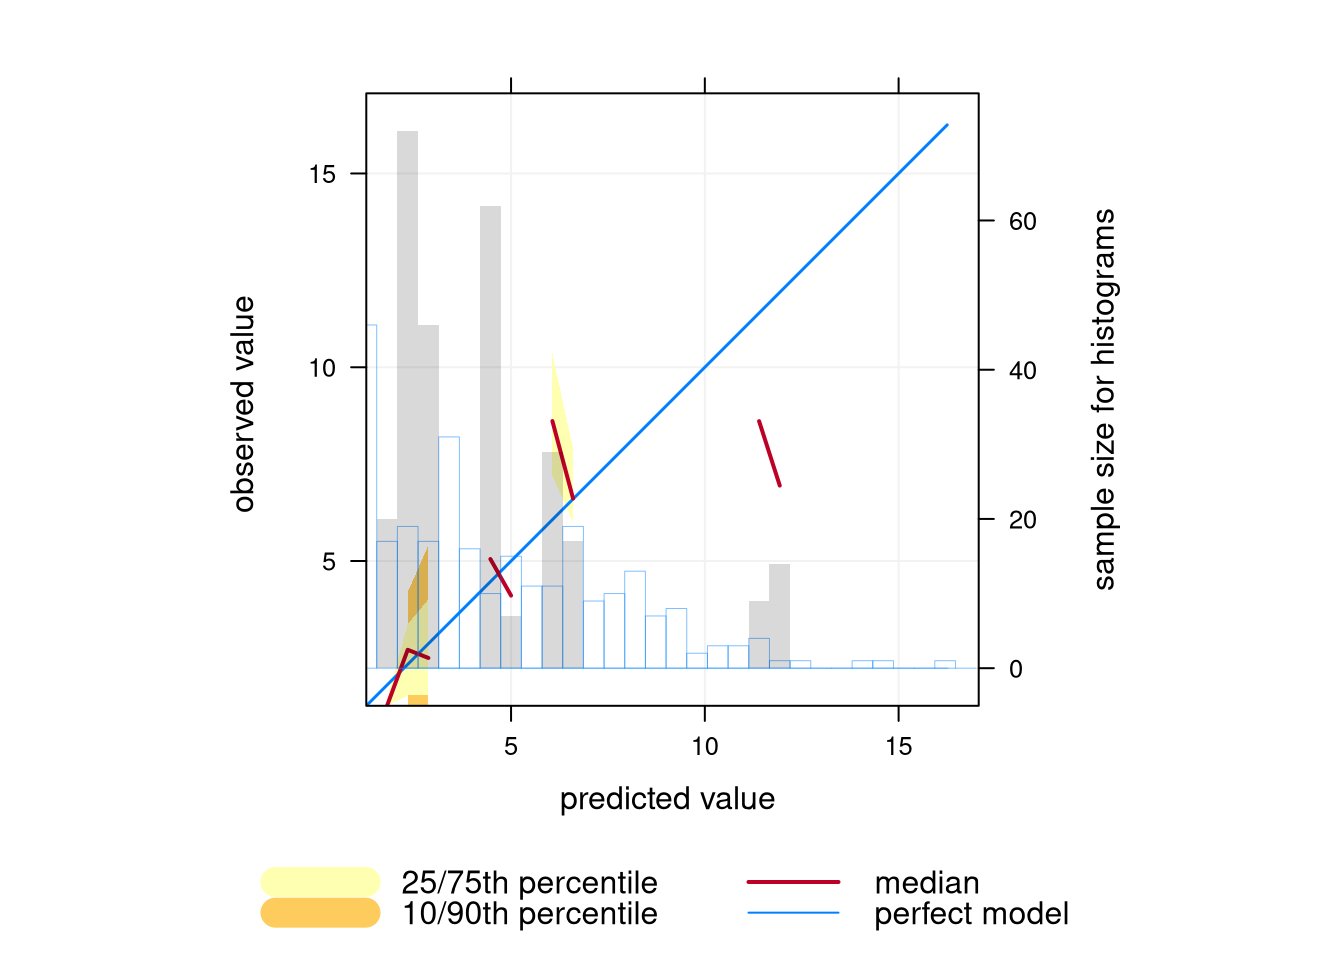 observed value
15
10
5
60
40
20
0
sample size for histograms
5
10
15
predicted value
25/75th percentile
10/90th percentile
median
perfect model